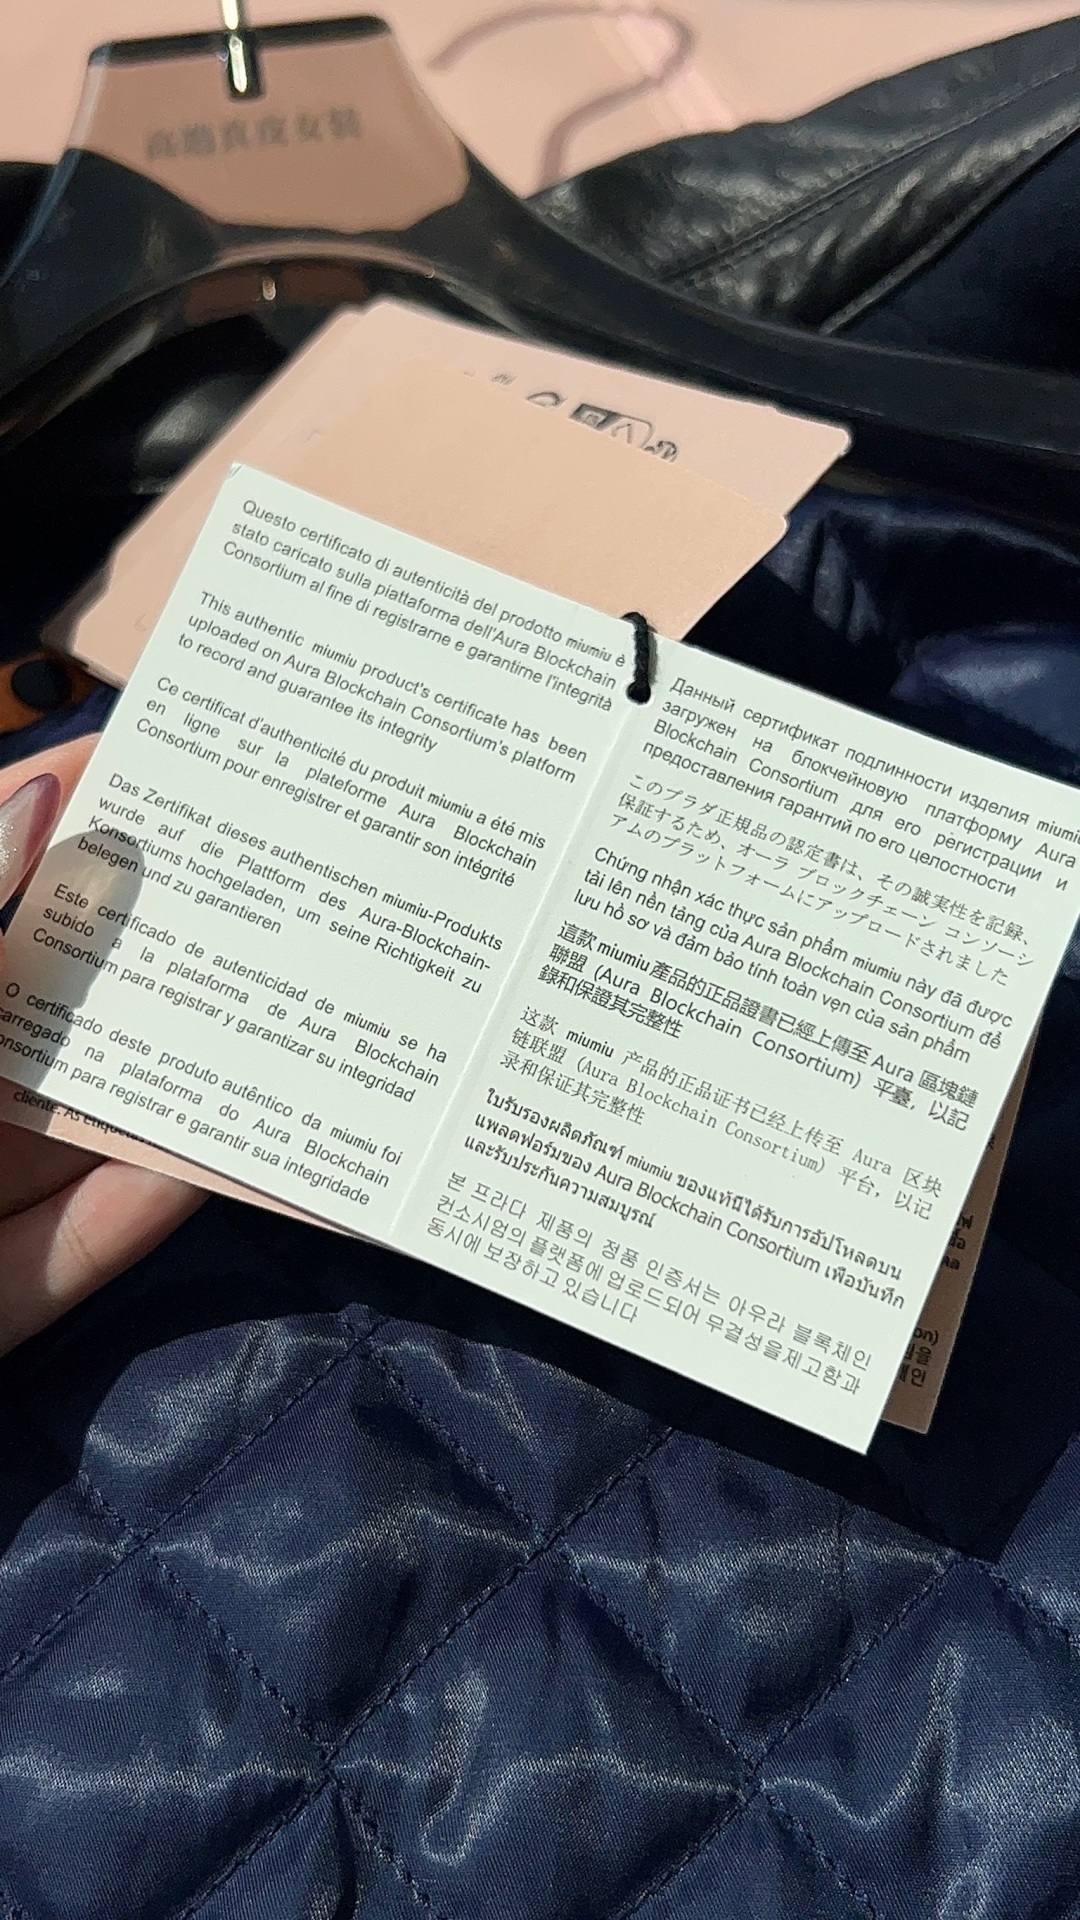 高端真度女裝
Questo certificato di autenticità del prodotto miumiu è
stato caricato sulla piattaforma dell'Aura Blockchain
Consortium al fine di registrarne e garantirne l'integrità
This authentic miumiu product's certificate has been
uploaded on Aura Blockchain Consortium's platform
to record and guarantee its integrity
Ce certificat d'authenticité du produit miumiu a été mis
en ligne sur la plateforme Aura Blockchain
Consortium pour enregistrer et garantir son intégrité
Das Zertifikat dieses authentischen miumiu-Produkts
wurde auf die Plattform des Aura-Blockchain-
Konsortiums hochgeladen, um seine Richtigkeit zu
belegen und zu garantieren
Este certificado de autenticidad de miumiu se ha
subido a la plataforma de Aura Blockchain
Consortium para registrar y garantizar su integridad
O certificado deste produto autêntico da miumiu foi
carregado na plataforma do Aura Blockchain
onsortium para registrar e garantir sua integridade
cliente. As etiquetas
Данный сертификат подлинности изделия miumiu
загружен на блокчейновую платформу Aura
Blockchain Consortium для его регистрации и
предоставления гарантий по его целостности
このプラダ正規品の認定書は、その誠実性を記録、
保証するため、オーラ ブロックチェーン コンソーシ
アムのプラットフォームにアップロードされました
Chứng nhận xác thực sản phẩm miumiu này đã được
tải lên nền tảng của Aura Blockchain Consortium để
lưu hồ sơ và đảm bảo tính toàn vẹn của sản phẩm
這款 miumiu 產品的正品證書已經上傳至 Aura 區塊鏈
聯盟 (Aura Blockchain Consortium) 平臺，以記
錄和保證其完整性
这款 miumiu 产品的正品证书已经上传至 Aura 区块
链联盟 (Aura Blockchain Consortium) 平台，以记
录和保证其完整性
ใบรับรองผลิตภัณฑ์ miumiu ของแท้นี้ได้รับการอัปโหลดบน
แพลตฟอร์มของ Aura Blockchain Consortium เพื่อบันทึก
และรับประกันความสมบูรณ์
본 프라다 제품의 정품 인증서는 아우라 블록체인
컨소시엄의 플랫폼에 업로드되어 무결성을제고함과
동시에 보장하고 있습니다
on)